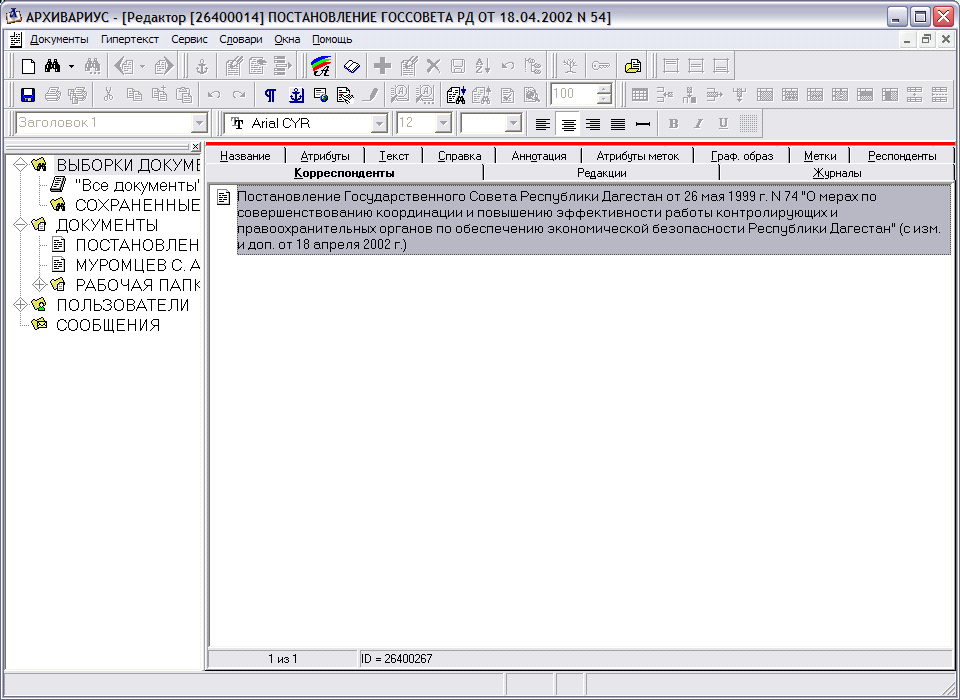 АРХИВАРИУС - [Редактор [26400014] ПОСТАНОВЛЕНИЕ ГОССОВЕТА РД ОТ 18.04.2002 N 54]
Документы Гипертекст Сервис Словари Окна Помощь
100
Заголовок 1 Arial CYR 12 B I U
ВЫБОРКИ ДОКУМЕ
"Все документы"
СОХРАНЕННЫЕ
ДОКУМЕНТЫ
ПОСТАНОВЛЕН
МУРОМЦЕВ С. А
РАБОЧАЯ ПАПК
ПОЛЬЗОВАТЕЛИ
СООБЩЕНИЯ
Название Атрибуты Текст Справка Аннотация Атрибуты меток Граф. образ Метки Респонденты
Корреспонденты Редакции Журналы
Постановление Государственного Совета Республики Дагестан от 26 мая 1999 г. N 74 "О мерах по
совершенствованию координации и повышению эффективности работы контролирующих и
правоохранительных органов по обеспечению экономической безопасности Республики Дагестан" (с изм.
и доп. от 18 апреля 2002 г.)
1 из 1 ID = 26400267